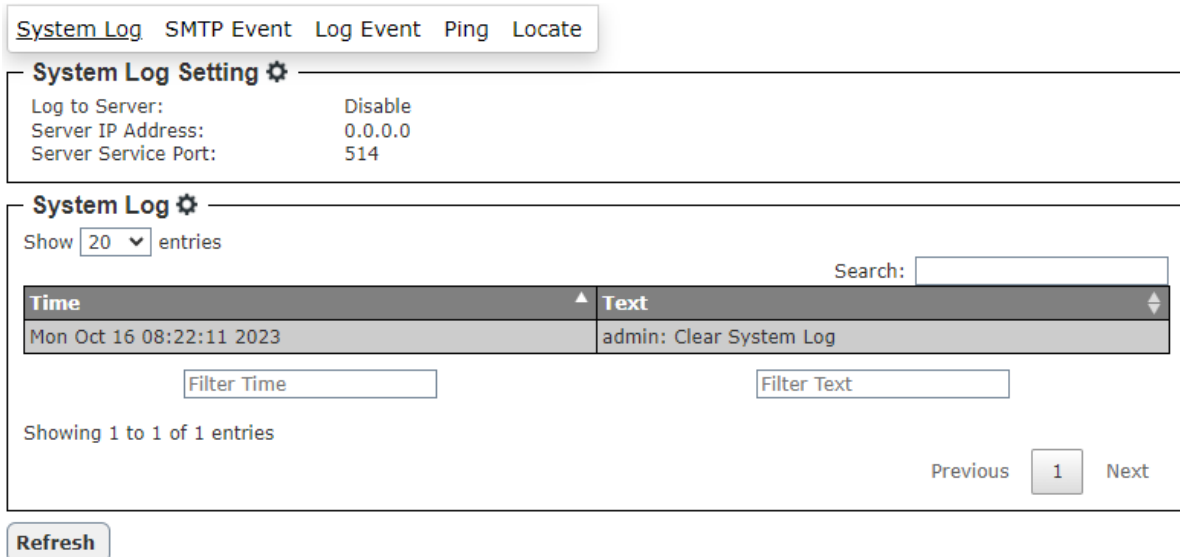 System Log SMTP Event Log Event Ping Locate
System Log Setting
Log to Server: Disable
Server IP Address: 0.0.0.0
Server Service Port: 514
System Log
Show 20 entries
Search:
Time Text
Mon Oct 16 08:22:11 2023 admin: Clear System Log
Filter Time Filter Text
Showing 1 to 1 of 1 entries
Previous 1 Next
Refresh